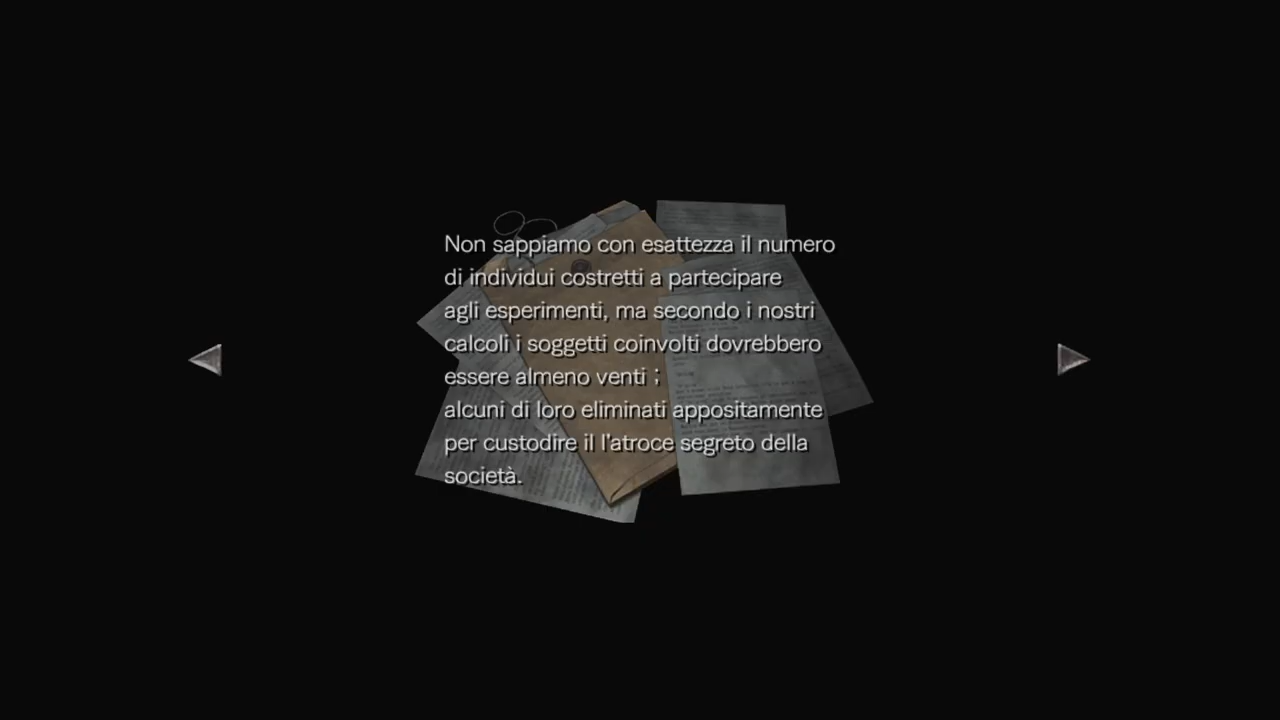 Non sappiamo con esattezza il numero
di individui costretti a partecipare
agli esperimenti, ma secondo i nostri
calcoli i soggetti coinvolti dovrebbero
essere almeno venti ;
alcuni di loro eliminati appositamente
per custodire il l'atroce segreto della
società.